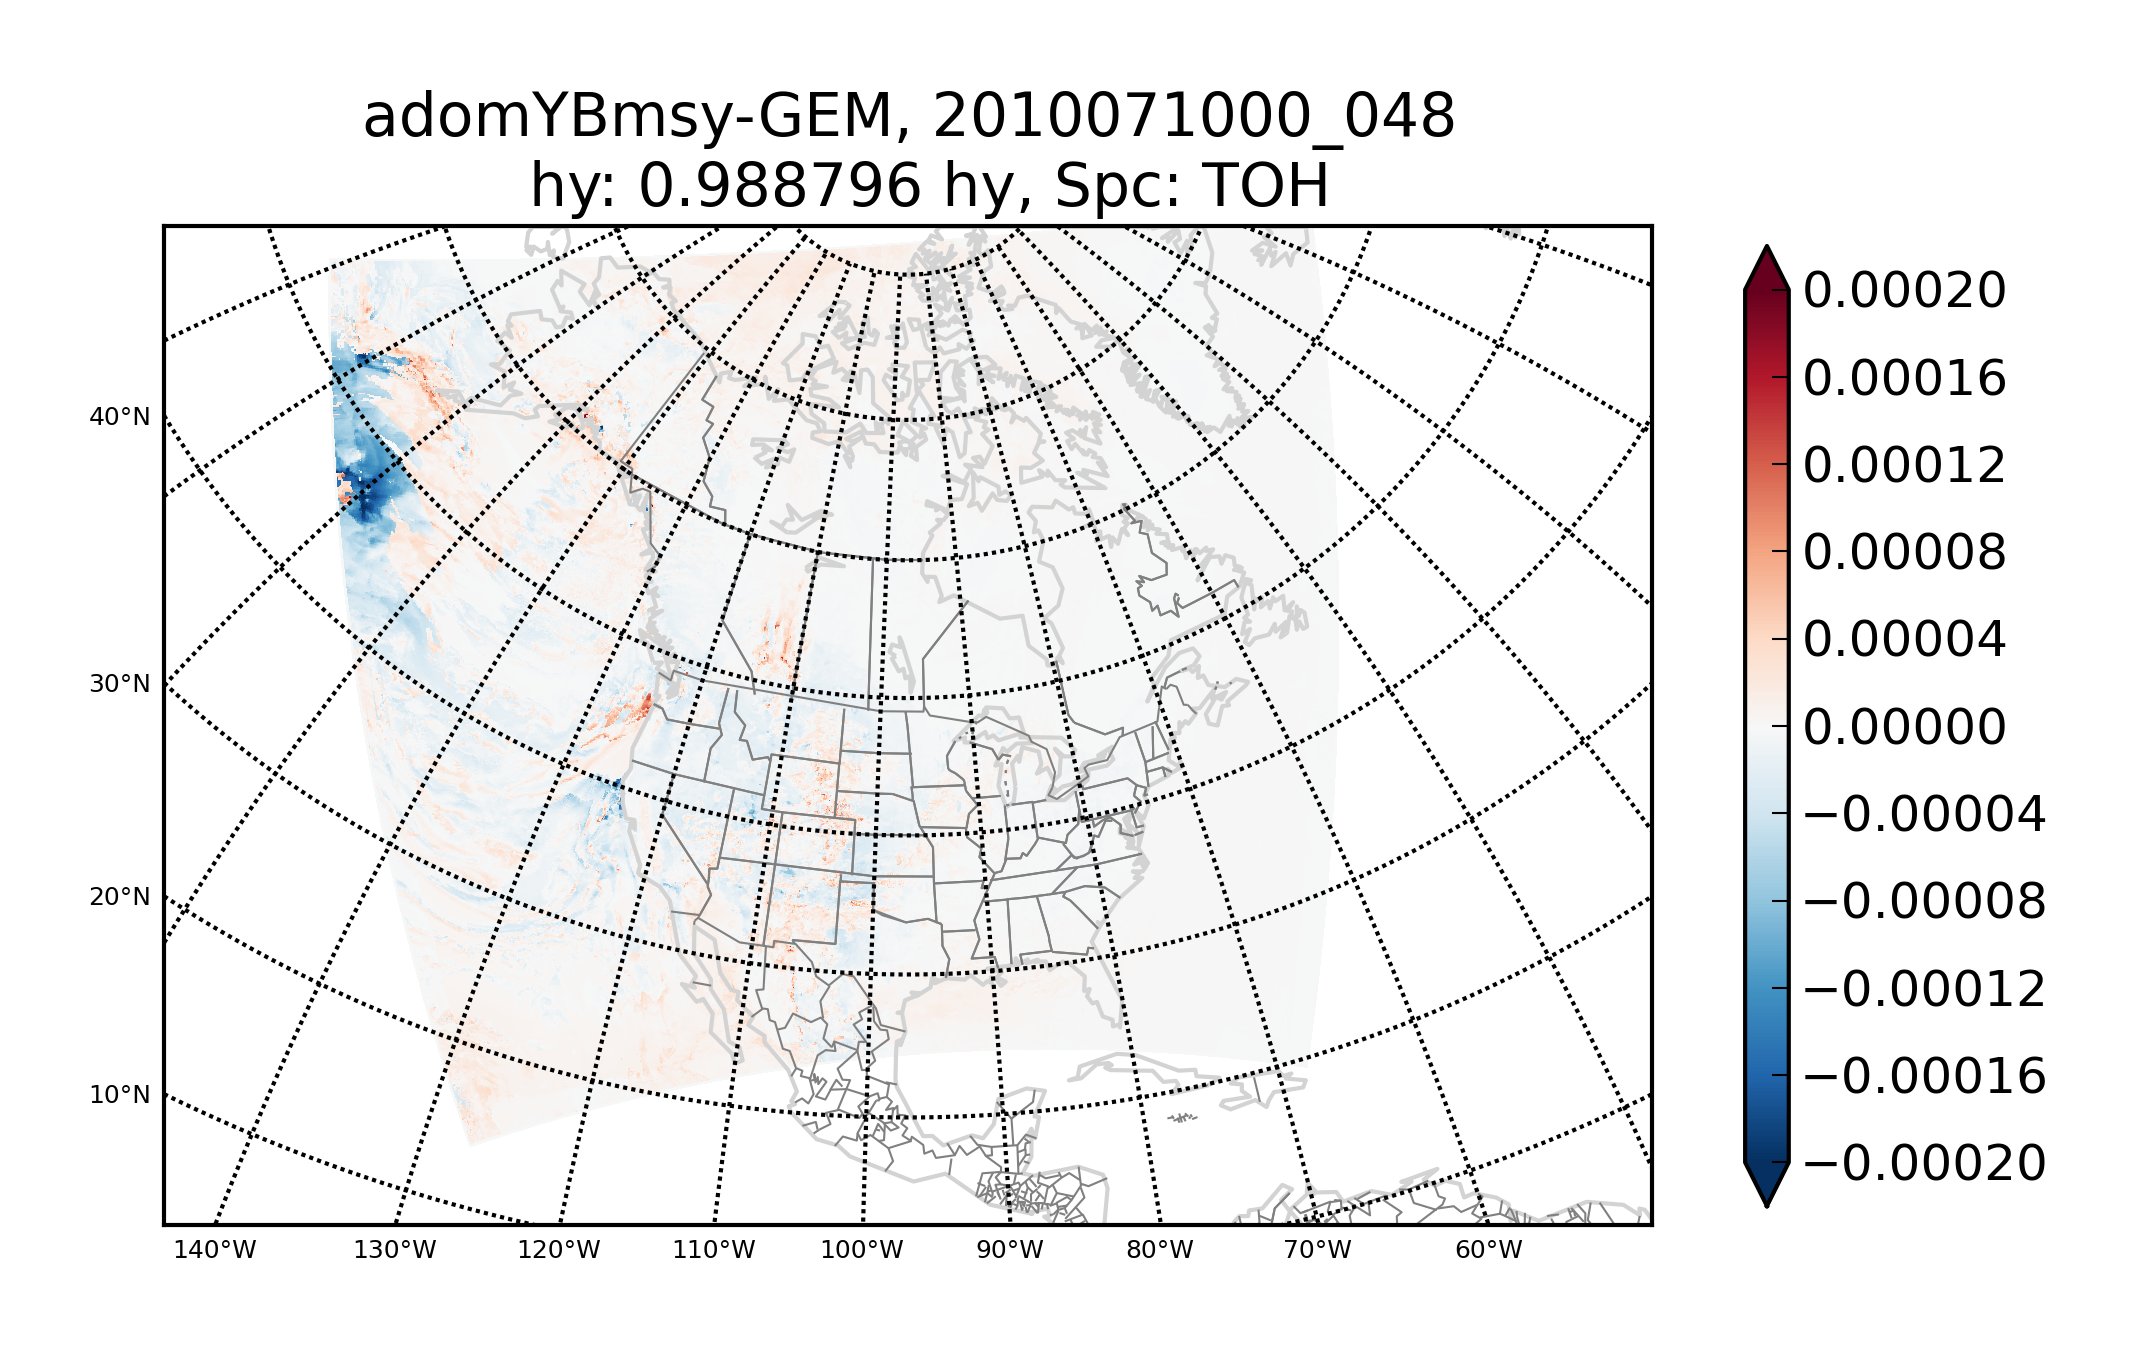 adomYBmsy-GEM, 2010071000_048
hy: 0.988796 hy, Spc: TOH
40°N
30°N
20°N
10°N
140°W
130°W
120°W
110°W
100°W
90°W
80°W
70°W
60°W
0.00020
0.00016
0.00012
0.00008
0.00004
0.00000
−0.00004
−0.00008
−0.00012
−0.00016
−0.00020